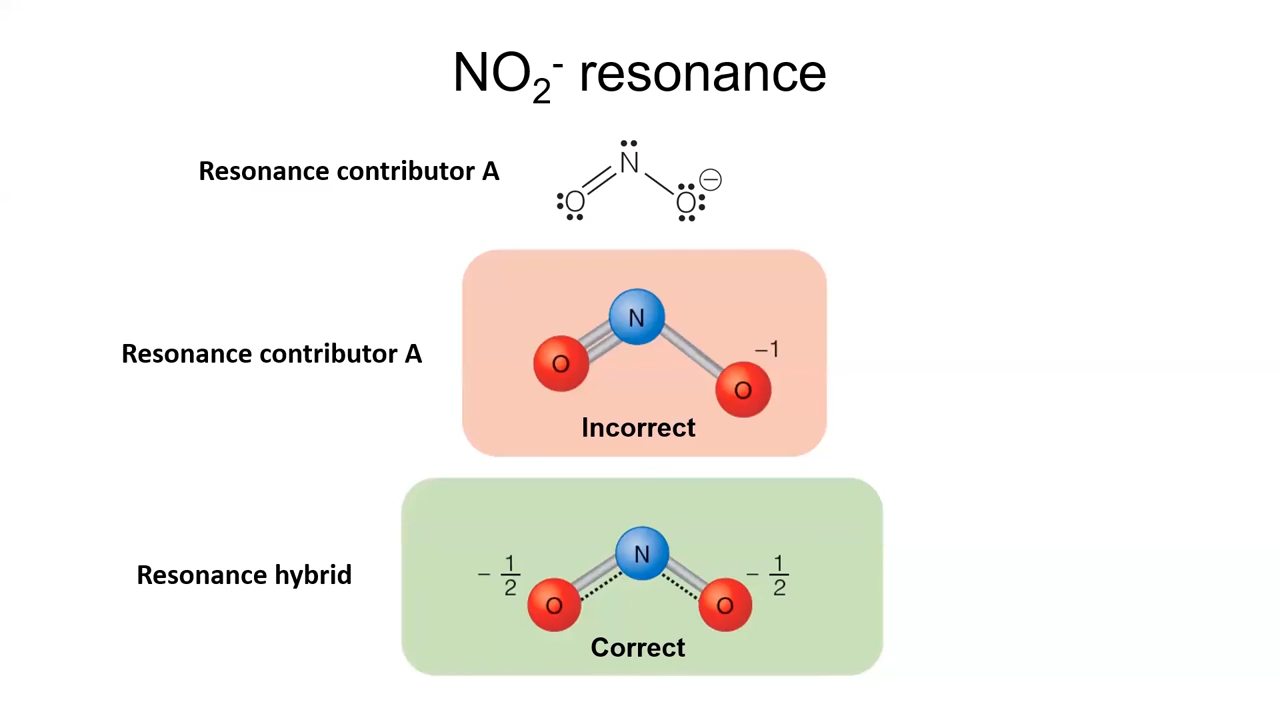 NO₂⁻ resonance
Resonance contributor A
N
O
O
⊖
Resonance contributor A
N
O
−1
O
Incorrect
Resonance hybrid
N
− 1/2
− 1/2
O
O
Correct